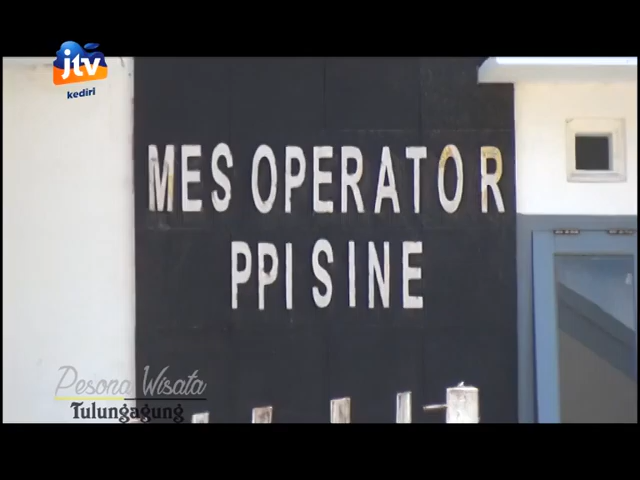 jtv
kediri
MES OPERATOR
PPI SINE
Pesona Wisata
Tulungagung